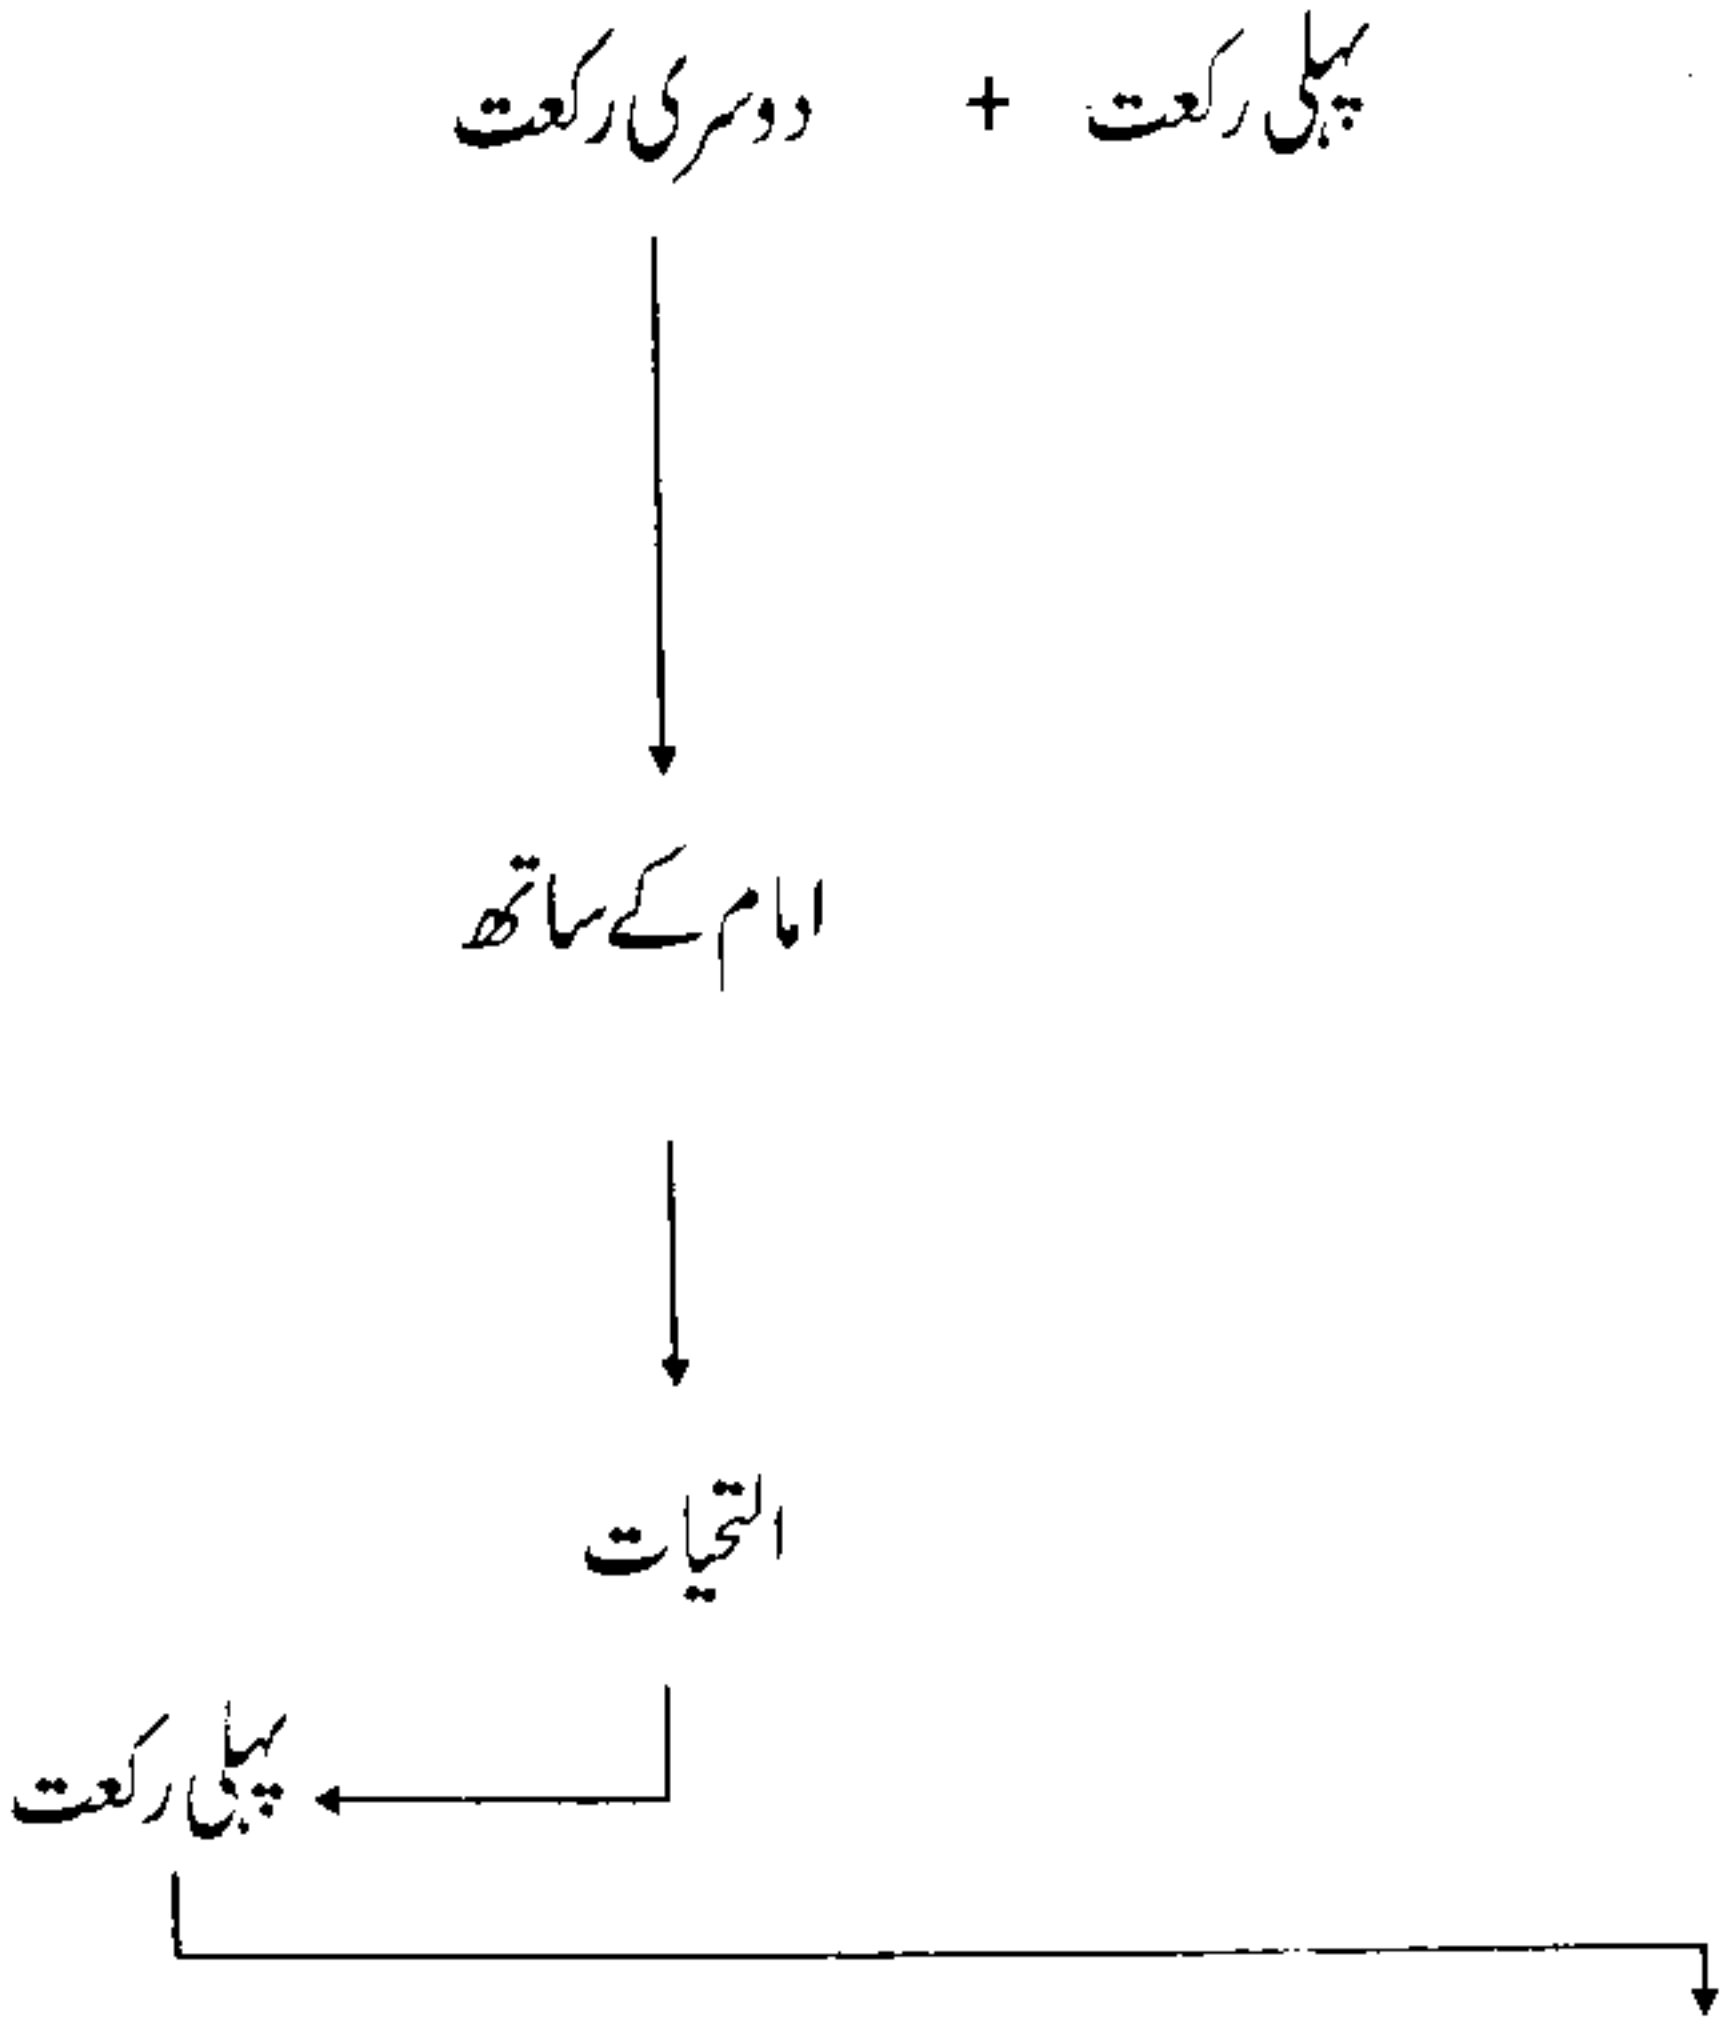 پہلی رکعت + دوسری رکعت
امام کے ساتھ
التحیات
پہلی رکعت